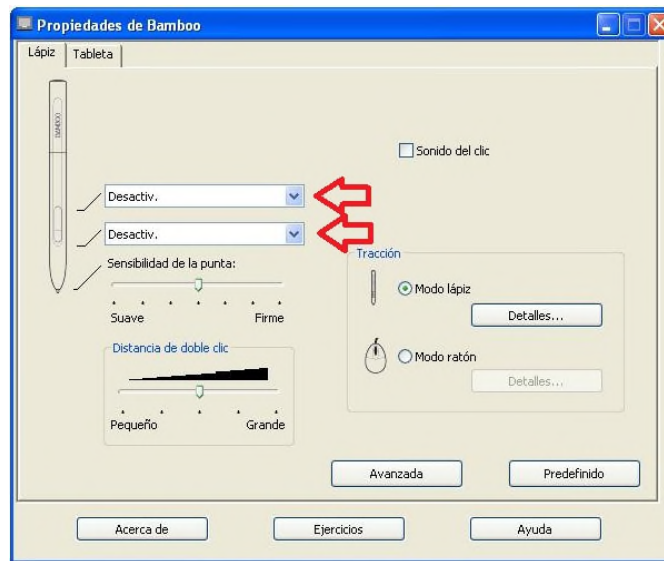 Propiedades de Bamboo
Lápiz Tableta
BAMBOO
Sonido del clic
Desactiv.
Desactiv.
Sensibilidad de la punta:
Suave Firme
Tracción
Modo lápiz
Detalles...
Modo ratón
Detalles...
Distancia de doble clic
Pequeño Grande
Avanzada Predefinido
Acerca de Ejercicios Ayuda